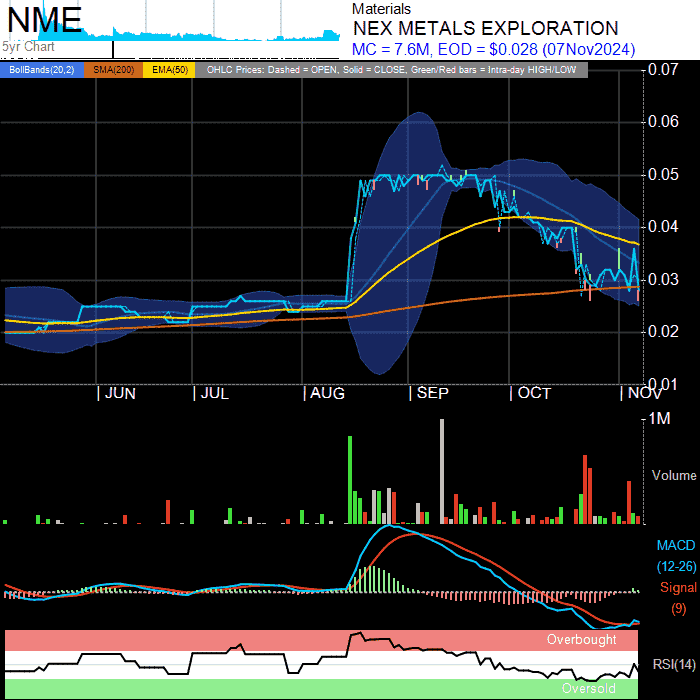 NME
5yr Chart
Materials
NEX METALS EXPLORATION
MC = 7.6M, EOD = $0.028 (07Nov2024)
BollBands(20,2) SMA(200) EMA(50) OHLC Prices: Dashed = OPEN, Solid = CLOSE, Green/Red bars = Intra-day HIGH/LOW
0.07
0.06
0.05
0.04
0.03
0.02
0.01
JUN JUL AUG SEP OCT NOV
1M
Volume
MACD
(12-26)
Signal
(9)
Overbought
RSI(14)
Oversold